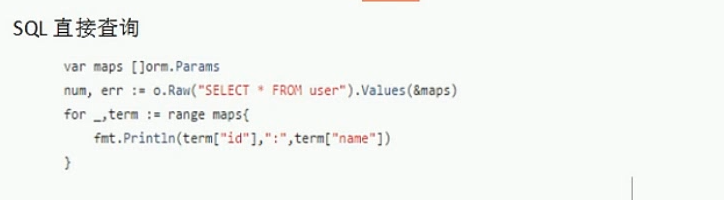 SQL 直接查询
var maps []orm.Params
num, err := o.Raw("SELECT * FROM user").Values(&maps)
for _,term := range maps{
fmt.Println(term["id"],":",term["name"])
}